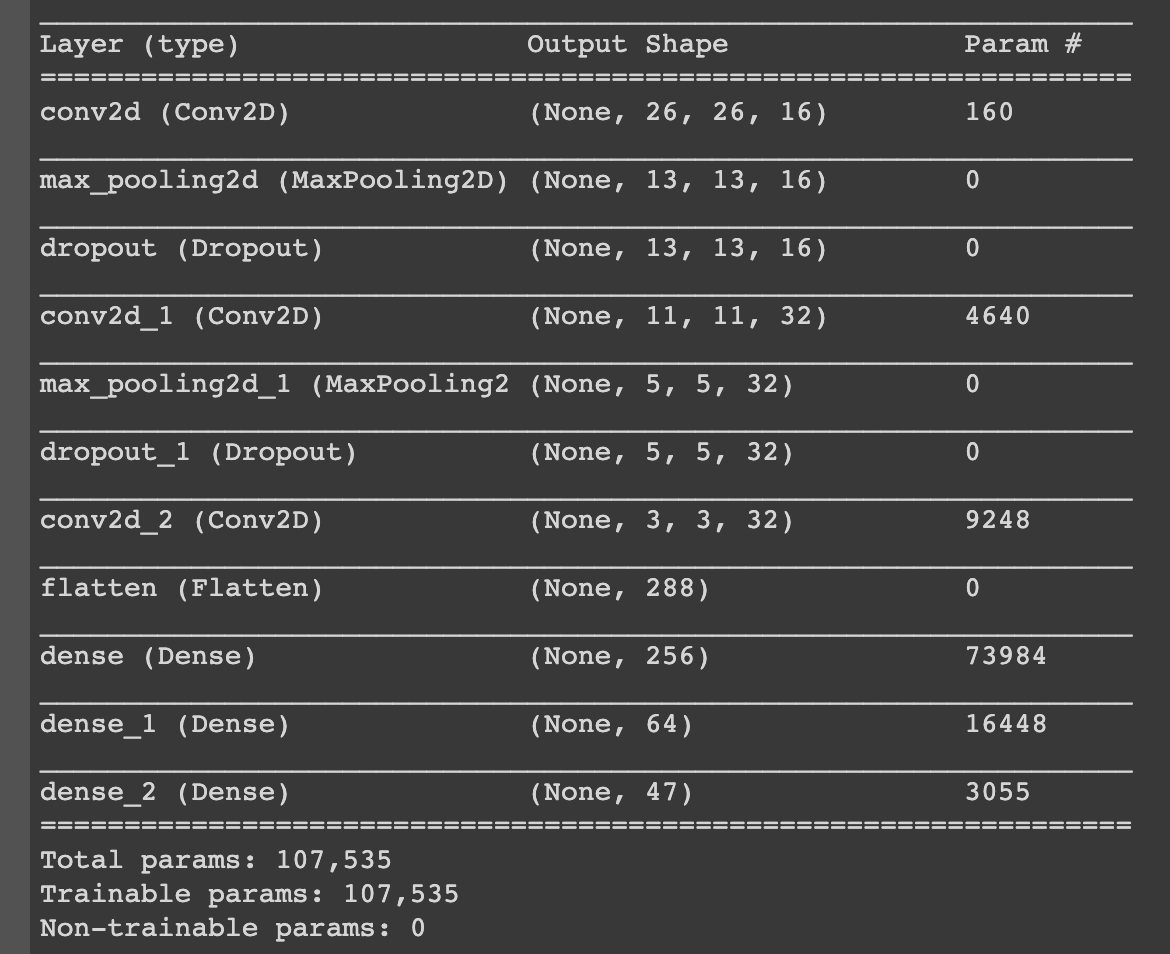 Layer (type) Output Shape Param #
=================================================================
conv2d (Conv2D) (None, 26, 26, 16) 160
max_pooling2d (MaxPooling2D) (None, 13, 13, 16) 0
dropout (Dropout) (None, 13, 13, 16) 0
conv2d_1 (Conv2D) (None, 11, 11, 32) 4640
max_pooling2d_1 (MaxPooling2 (None, 5, 5, 32) 0
dropout_1 (Dropout) (None, 5, 5, 32) 0
conv2d_2 (Conv2D) (None, 3, 3, 32) 9248
flatten (Flatten) (None, 288) 0
dense (Dense) (None, 256) 73984
dense_1 (Dense) (None, 64) 16448
dense_2 (Dense) (None, 47) 3055
=================================================================
Total params: 107,535
Trainable params: 107,535
Non-trainable params: 0